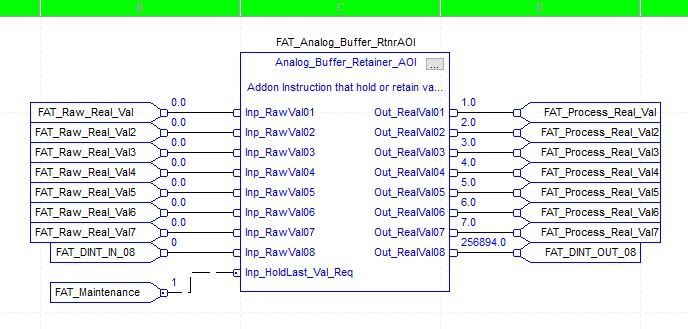 B C D
FAT_Analog_Buffer_RtnrAOI
Analog_Buffer_Retainer_AOI ...
Addon Instruction that hold or retain va...
FAT_Raw_Real_Val 0.0 Inp_RawVal01 Out_RealVal01 1.0 FAT_Process_Real_Val
FAT_Raw_Real_Val2 0.0 Inp_RawVal02 Out_RealVal02 2.0 FAT_Process_Real_Val2
FAT_Raw_Real_Val3 0.0 Inp_RawVal03 Out_RealVal03 3.0 FAT_Process_Real_Val3
FAT_Raw_Real_Val4 0.0 Inp_RawVal04 Out_RealVal04 4.0 FAT_Process_Real_Val4
FAT_Raw_Real_Val5 0.0 Inp_RawVal05 Out_RealVal05 5.0 FAT_Process_Real_Val5
FAT_Raw_Real_Val6 0.0 Inp_RawVal06 Out_RealVal06 6.0 FAT_Process_Real_Val6
FAT_Raw_Real_Val7 0.0 Inp_RawVal07 Out_RealVal07 7.0 FAT_Process_Real_Val7
FAT_DINT_IN_08 0 Inp_RawVal08 Out_RealVal08 256894.0 FAT_DINT_OUT_08
Inp_HoldLast_Val_Req
FAT_Maintenance 1